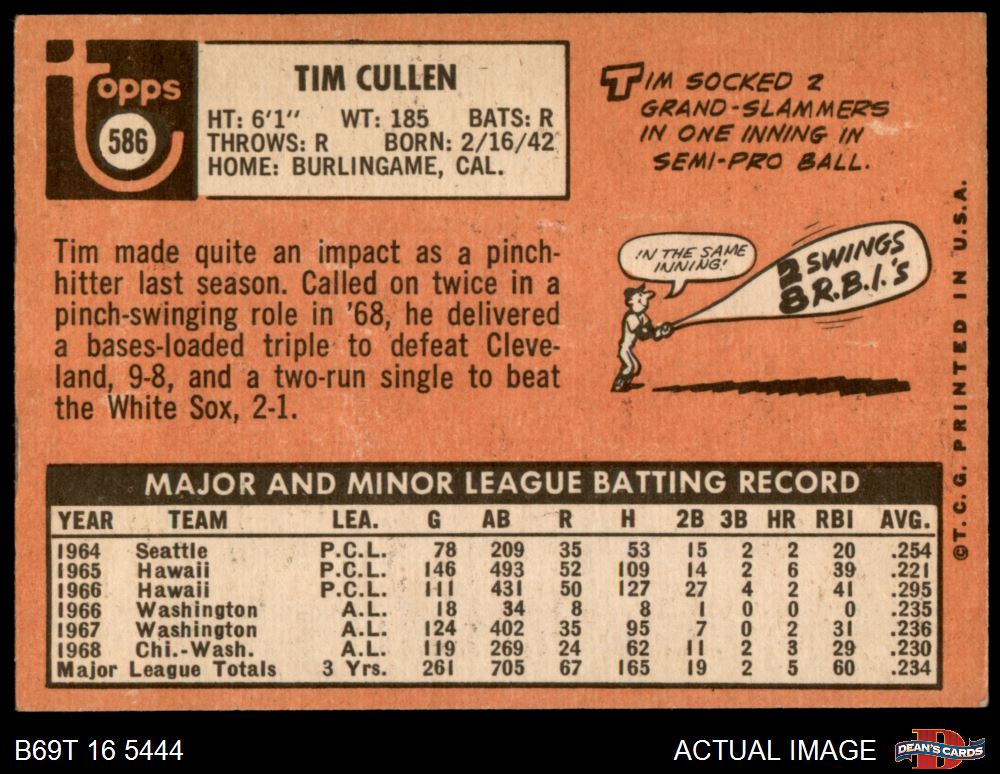 Topps
586
TIM CULLEN
HT: 6'1" WT: 185 BATS: R
THROWS: R BORN: 2/16/42
HOME: BURLINGAME, CAL.
TIM SOCKED 2
GRAND-SLAMMERS
IN ONE INNING IN
SEMI-PRO BALL.
Tim made quite an impact as a pinch-
hitter last season. Called on twice in a
pinch-swinging role in '68, he delivered
a bases-loaded triple to defeat Cleve-
land, 9-8, and a two-run single to beat
the White Sox, 2-1.
IN THE SAME
INNING!
2 SWINGS
8 R.B.I.'S
©T.C.G. PRINTED IN U.S.A.
MAJOR AND MINOR LEAGUE BATTING RECORD
YEAR TEAM LEA. G AB R H 2B 3B HR RBI AVG.
1964 Seattle P.C.L. 78 209 35 53 15 2 2 20 .254
1965 Hawaii P.C.L. 146 493 52 109 14 2 6 39 .221
1966 Hawaii P.C.L. 111 431 50 127 27 4 2 41 .295
1966 Washington A.L. 18 34 8 8 1 0 0 0 .235
1967 Washington A.L. 124 402 35 95 7 0 2 31 .236
1968 Chi.-Wash. A.L. 119 269 24 62 11 2 3 29 .230
Major League Totals 3 Yrs. 261 705 67 165 19 2 5 60 .234
B69T 16 5444
ACTUAL IMAGE
D
DEAN'S CARDS